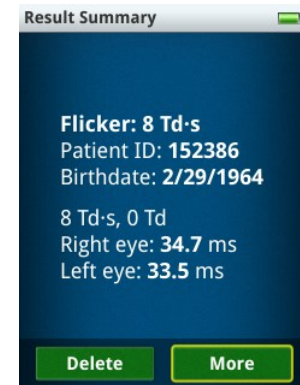 Result Summary
Flicker: 8 Td·s
Patient ID: 152386
Birthdate: 2/29/1964
8 Td·s, 0 Td
Right eye: 34.7 ms
Left eye: 33.5 ms
Delete More